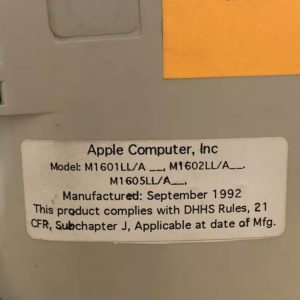 Apple Computer, Inc
Model: M1601LL/A __, M1602LL/A__.
M1605LL/A__,
Manufactured: September 1992
This product complies with DHHS Rules, 21
CFR, Subchapter J, Applicable at date of Mfg.